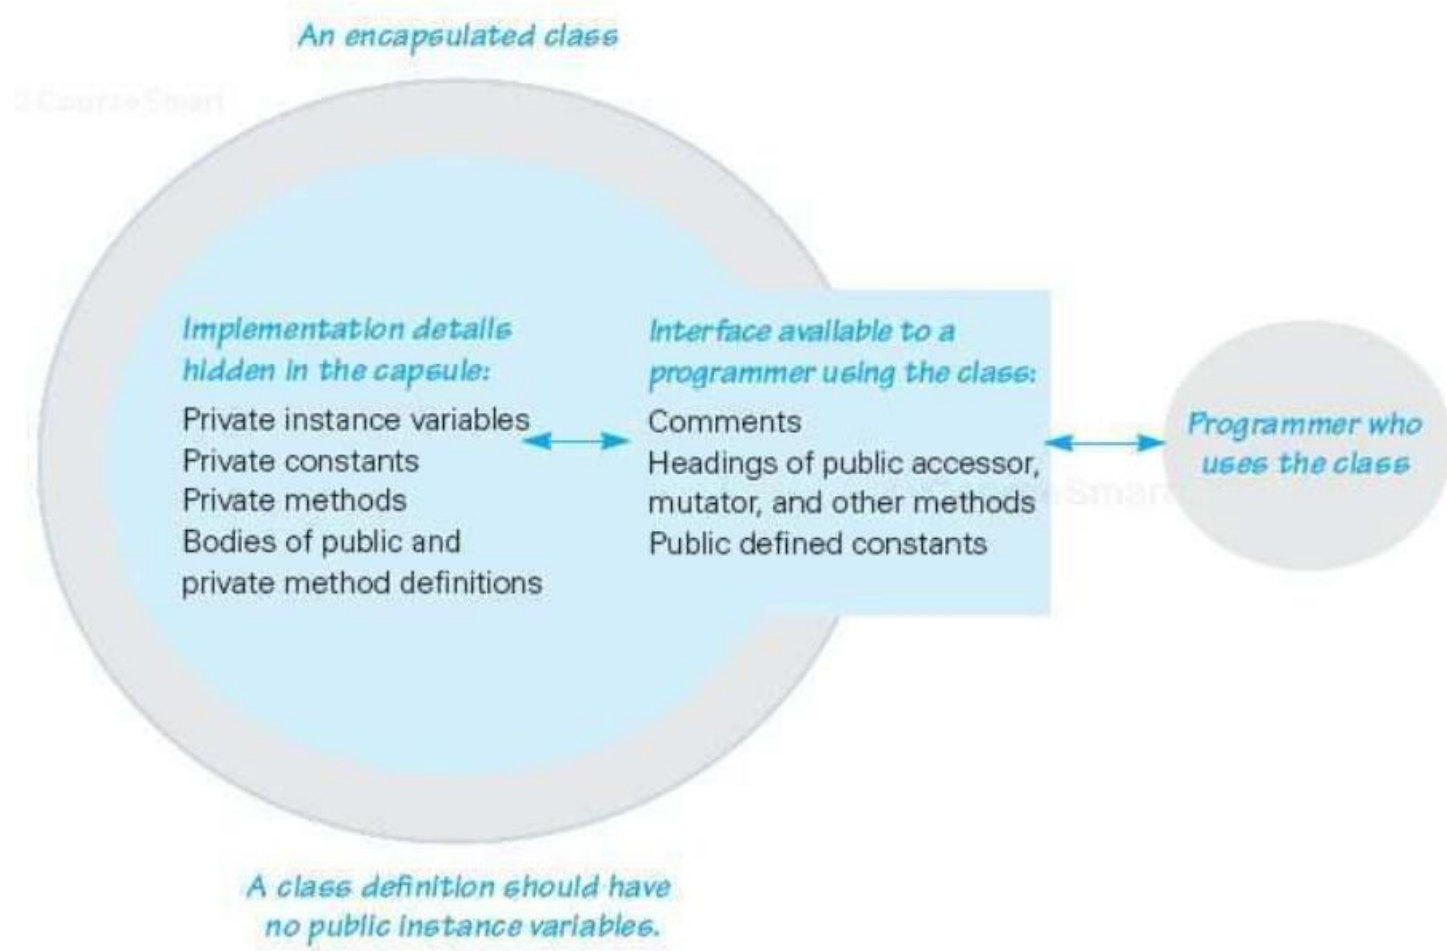 An encapsulated class
CourseSmart
Implementation details
hidden in the capsule:
Private instance variables
Private constants
Private methods
Bodies of public and
private method definitions
Interface available to a
programmer using the class:
Comments
Headings of public accessor,
mutator, and other methods
Public defined constants
Programmer who
uses the class
A class definition should have
no public instance variables.